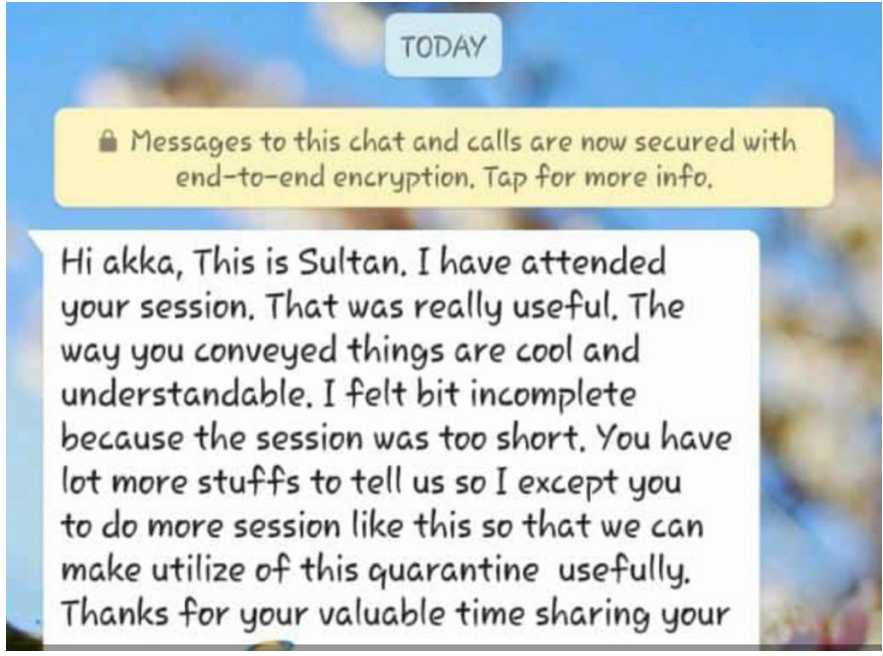 TODAY
Messages to this chat and calls are now secured with
end-to-end encryption. Tap for more info.
Hi akka, This is Sultan. I have attended
your session. That was really useful. The
way you conveyed things are cool and
understandable. I felt bit incomplete
because the session was too short. You have
lot more stuffs to tell us so I except you
to do more session like this so that we can
make utilize of this quarantine usefully.
Thanks for your valuable time sharing your